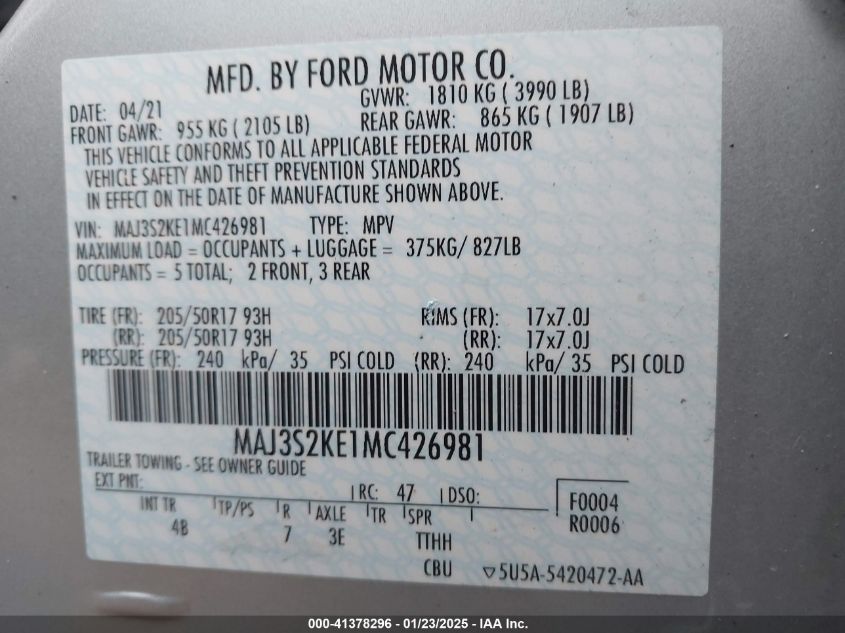 MFD. BY FORD MOTOR CO.
DATE: 04/21 GVWR: 1810 KG ( 3990 LB)
FRONT GAWR: 955 KG ( 2105 LB) REAR GAWR: 865 KG ( 1907 LB)
THIS VEHICLE CONFORMS TO ALL APPLICABLE FEDERAL MOTOR
VEHICLE SAFETY AND THEFT PREVENTION STANDARDS
IN EFFECT ON THE DATE OF MANUFACTURE SHOWN ABOVE.
VIN: MAJ3S2KE1MC426981 TYPE: MPV
MAXIMUM LOAD = OCCUPANTS + LUGGAGE = 375KG/ 827LB
OCCUPANTS = 5 TOTAL; 2 FRONT, 3 REAR
TIRE (FR): 205/50R17 93H RIMS (FR): 17x7.0J
(RR): 205/50R17 93H (RR): 17x7.0J
PRESSURE (FR): 240 kPa/ 35 PSI COLD (RR): 240 kPa/ 35 PSI COLD
MAJ3S2KE1MC426981
TRAILER TOWING - SEE OWNER GUIDE
EXT PNT: RC: 47 DSO: F0004
INT TR TP/PS R AXLE TR SPR R0006
4B 7 3E TTHH
CBU ▽5U5A-5420472-AA
000-41378296 - 01/23/2025 - IAA Inc.